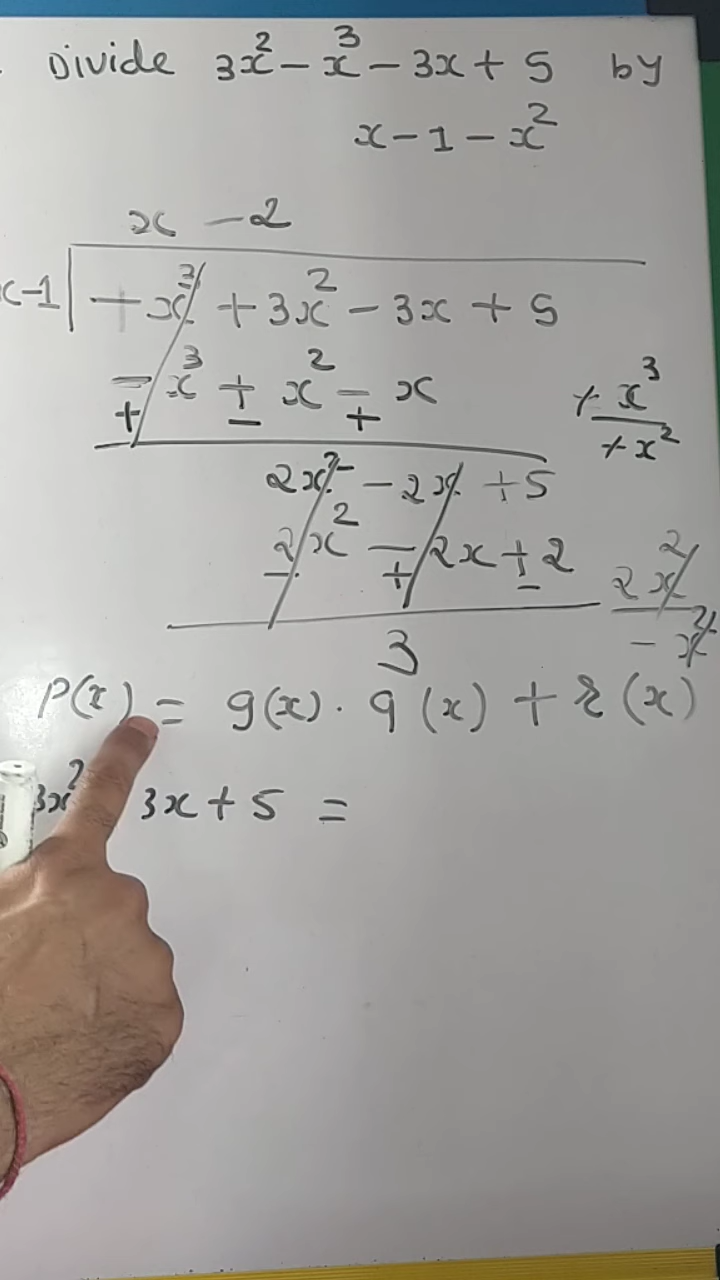 Divide 3x² - x³ - 3x + 5 by
x - 1 - x²
x - 2
x-1 | -x³ + 3x² - 3x + 5
- x³ + x² - x
+ - +
x³
x²
2x² - 2x + 5
2x² - 2x + 2
- + -
2x²
- x²
3
P(x) = g(x) · q(x) + r(x)
3x² 3x + 5 =